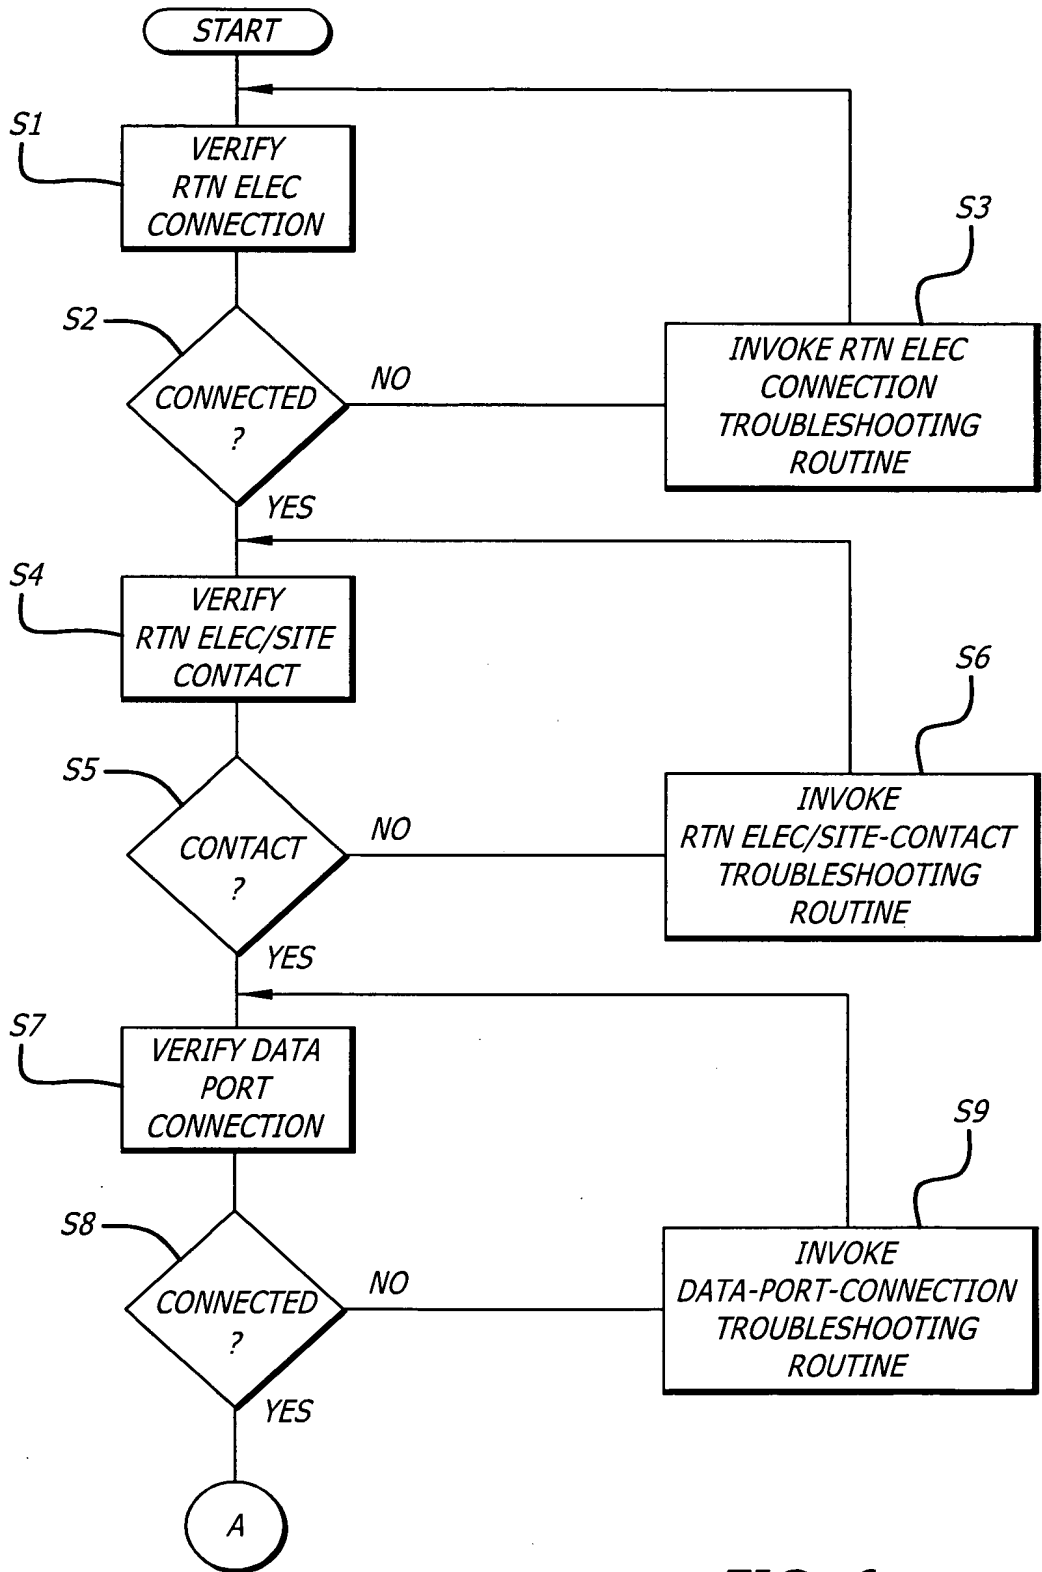 START
S1
VERIFY
RTN ELEC
CONNECTION
S2
CONNECTED
?
NO
YES
S3
INVOKE RTN ELEC
CONNECTION
TROUBLESHOOTING
ROUTINE
S4
VERIFY
RTN ELEC/SITE
CONTACT
S5
CONTACT
?
NO
YES
S6
INVOKE
RTN ELEC/SITE-CONTACT
TROUBLESHOOTING
ROUTINE
S7
VERIFY DATA
PORT
CONNECTION
S8
CONNECTED
?
NO
YES
S9
INVOKE
DATA-PORT-CONNECTION
TROUBLESHOOTING
ROUTINE
A